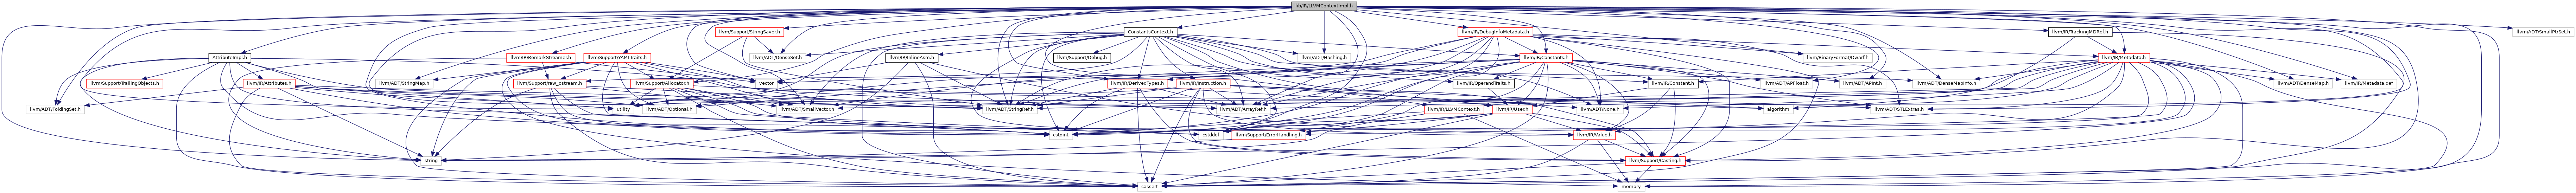 lib/IR/LLVMContextImpl.h
llvm/Support/StringSaver.h
ConstantsContext.h
llvm/IR/DebugInfoMetadata.h
llvm/IR/TrackingMDRef.h
llvm/ADT/SmallPtrSet.h
AttributeImpl.h
llvm/IR/RemarkStreamer.h
llvm/Support/YAMLTraits.h
llvm/ADT/DenseSet.h
llvm/IR/InlineAsm.h
llvm/Support/Debug.h
llvm/ADT/Hashing.h
llvm/IR/Constants.h
llvm/BinaryFormat/Dwarf.h
llvm/IR/Metadata.h
llvm/Support/TrailingObjects.h
llvm/IR/Attributes.h
llvm/ADT/StringMap.h
llvm/Support/raw_ostream.h
llvm/Support/Allocator.h
vector
llvm/IR/DerivedTypes.h
llvm/IR/Instruction.h
llvm/IR/OperandTraits.h
llvm/IR/Constant.h
llvm/ADT/APFloat.h
llvm/ADT/APInt.h
llvm/ADT/DenseMapInfo.h
llvm/ADT/DenseMap.h
llvm/IR/Metadata.def
llvm/ADT/FoldingSet.h
utility
llvm/ADT/Optional.h
llvm/ADT/SmallVector.h
llvm/ADT/StringRef.h
llvm/ADT/ArrayRef.h
llvm/IR/LLVMContext.h
llvm/IR/User.h
llvm/ADT/None.h
algorithm
llvm/ADT/STLExtras.h
cstdint
cstddef
llvm/Support/ErrorHandling.h
llvm/IR/Value.h
string
llvm/Support/Casting.h
cassert
memory